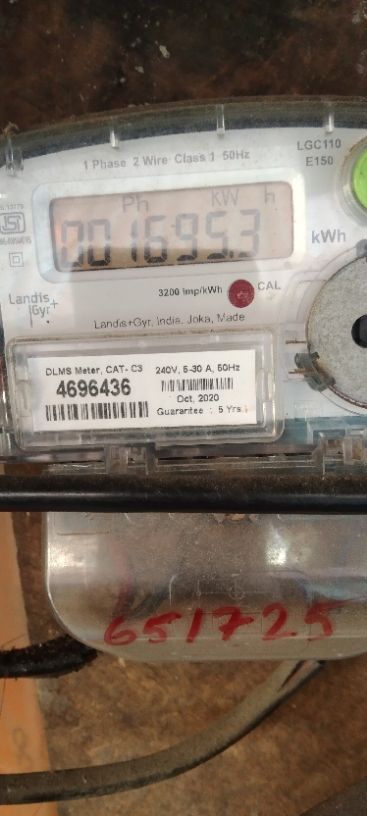 LGC110
E150
1 Phase 2 Wire Class 1 50Hz
Ph kW h
001695.3
kWh
3200 Imp/kWh
CAL
Landis
Gyr+
Landis+Gyr, India, Joka, Made
DLMS Meter, CAT- C3 240V, 5-30 A, 50Hz
4696436
Oct, 2020
Guarantee : 5 Yrs
651725